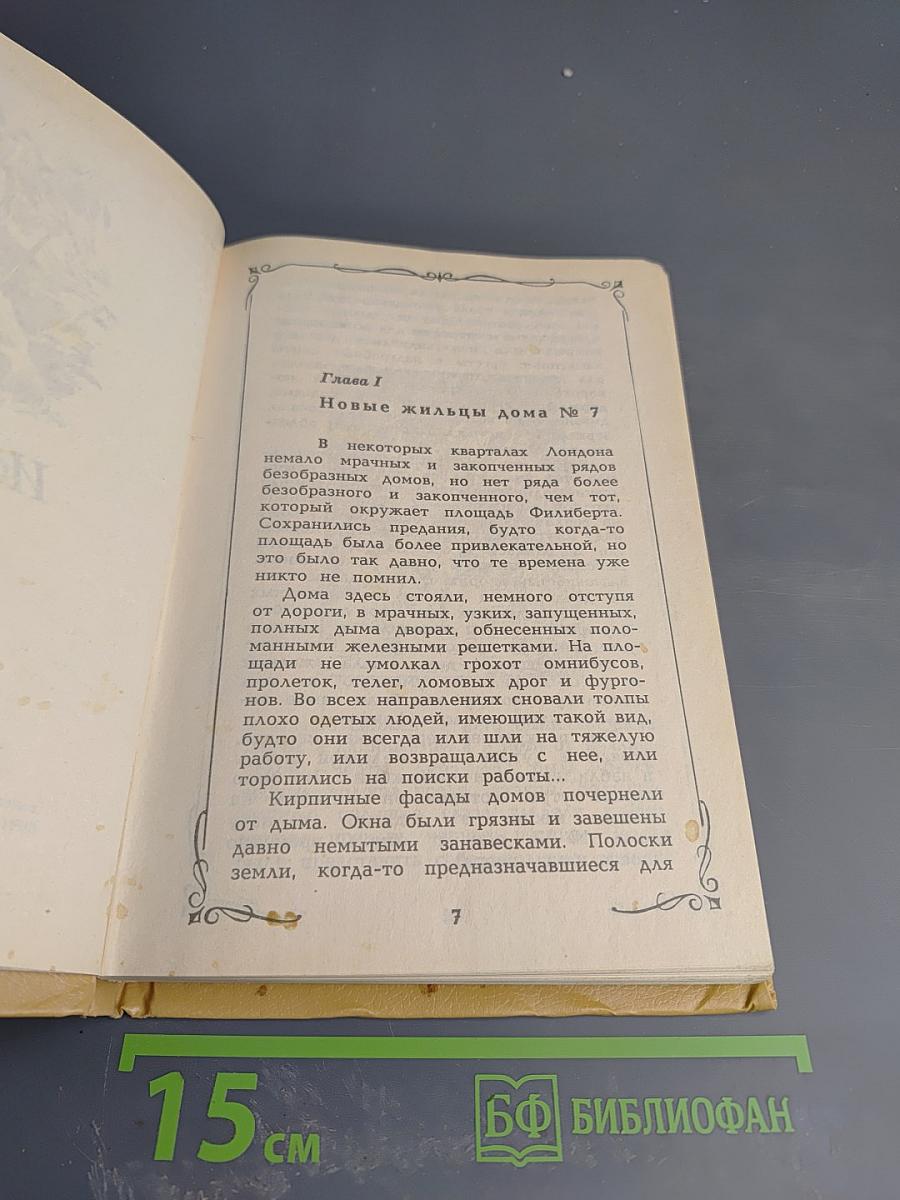 Глава I
Новые жильцы дома № 7
В некоторых кварталах Лондона
немало мрачных и закопченных рядов
безобразных домов, но нет ряда более
безобразного и закопченного, чем тот,
который окружает площадь Филиберта.
Сохранились предания, будто когда-то
площадь была более привлекательной, но
это было так давно, что те времена уже
никто не помнил.
Дома здесь стояли, немного отступя
от дороги, в мрачных, узких, запущенных,
полных дыма дворах, обнесенных поло-
манными железными решетками. На пло-
щади не умолкал грохот омнибусов,
пролеток, телег, ломовых дрог и фурго-
нов. Во всех направлениях сновали толпы
плохо одетых людей, имеющих такой вид,
будто они всегда или шли на тяжелую
работу, или возвращались с нее, или
торопились на поиски работы...
Кирпичные фасады домов почернели
от дыма. Окна были грязны и завешены
давно немытыми занавесками. Полоски
земли, когда-то предназначавшиеся для
7
15 см
БФ БИБЛИОФАН